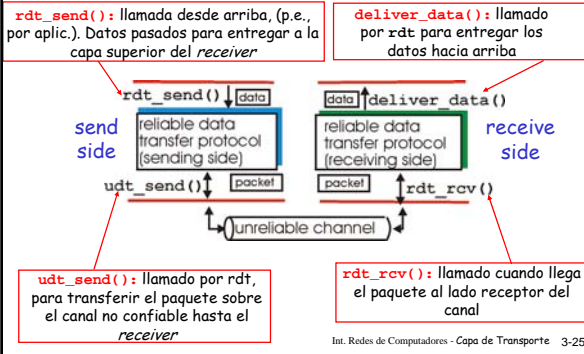 rdt_send(): llamada desde arriba, (p.e.,
por aplic.). Datos pasados para entregar a la
capa superior del receiver
deliver_data(): llamado
por rdt para entregar los
datos hacia arriba
rdt_send() data
data deliver_data()
send
side
reliable data
transfer protocol
(sending side)
reliable data
transfer protocol
(receiving side)
receive
side
udt_send() packet
packet rdt_rcv()
unreliable channel
udt_send(): llamado por rdt,
para transferir el paquete sobre
el canal no confiable hasta el
receiver
rdt_rcv(): llamado cuando llega
el paquete al lado receptor del
canal
Int. Redes de Computadores - Capa de Transporte 3-25